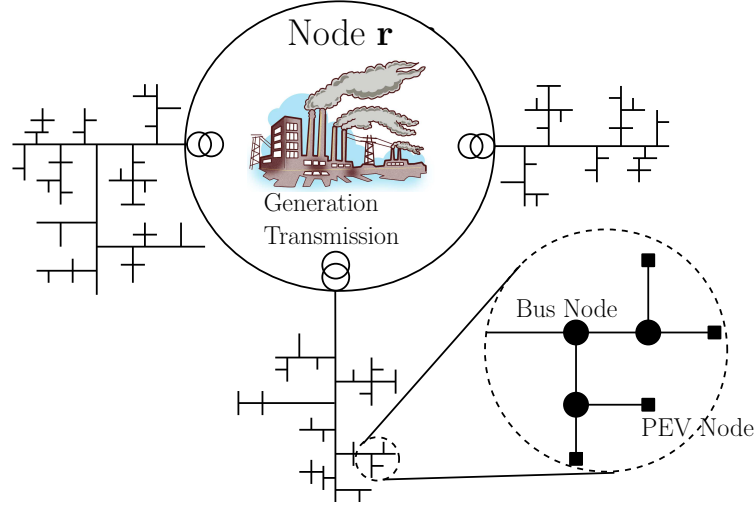 Node r
Generation
Transmission
Bus Node
PEV Node